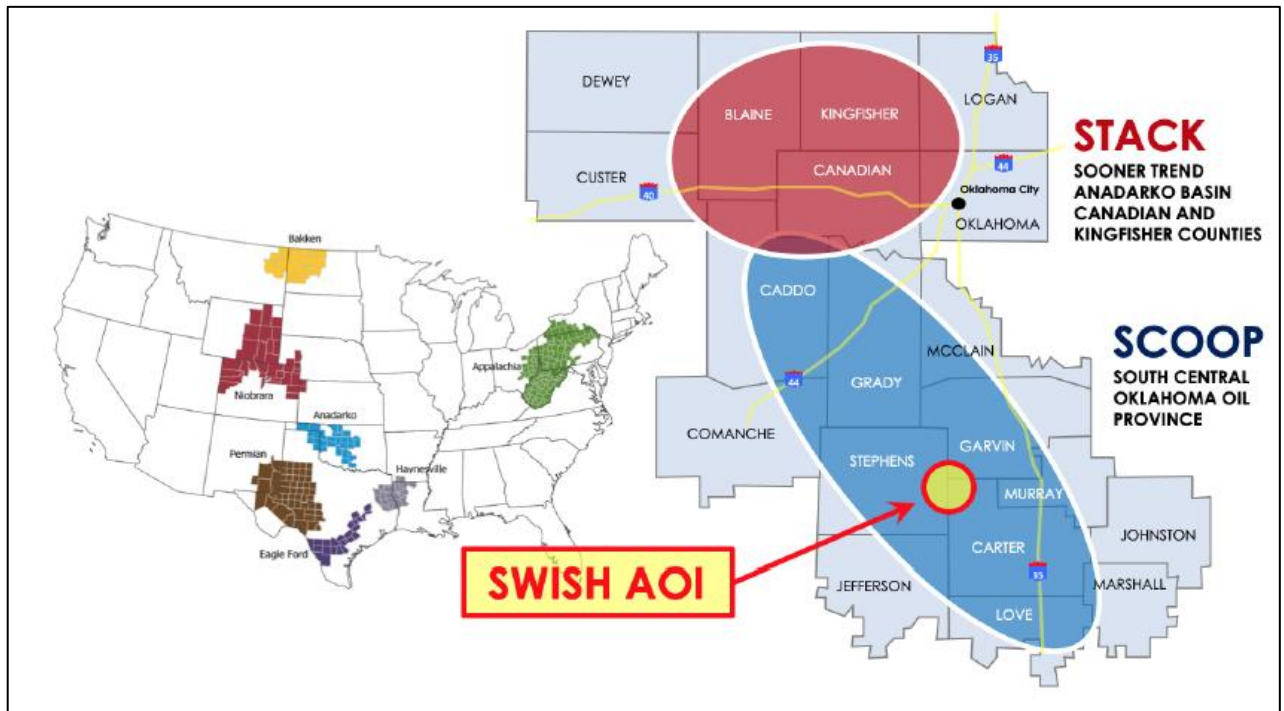 Bakken
Niobrara
Appalachia
Anadarko
Permian
Haynesville
Eagle Ford
SWISH AOI
DEWEY
BLAINE
KINGFISHER
LOGAN
CUSTER
CANADIAN
Oklahoma City
OKLAHOMA
35
44
40
CADDO
MCCLAIN
GRADY
44
COMANCHE
STEPHENS
GARVIN
MURRAY
CARTER
JOHNSTON
35
JEFFERSON
MARSHALL
LOVE
STACK
SOONER TREND
ANADARKO BASIN
CANADIAN AND
KINGFISHER COUNTIES
SCOOP
SOUTH CENTRAL
OKLAHOMA OIL
PROVINCE